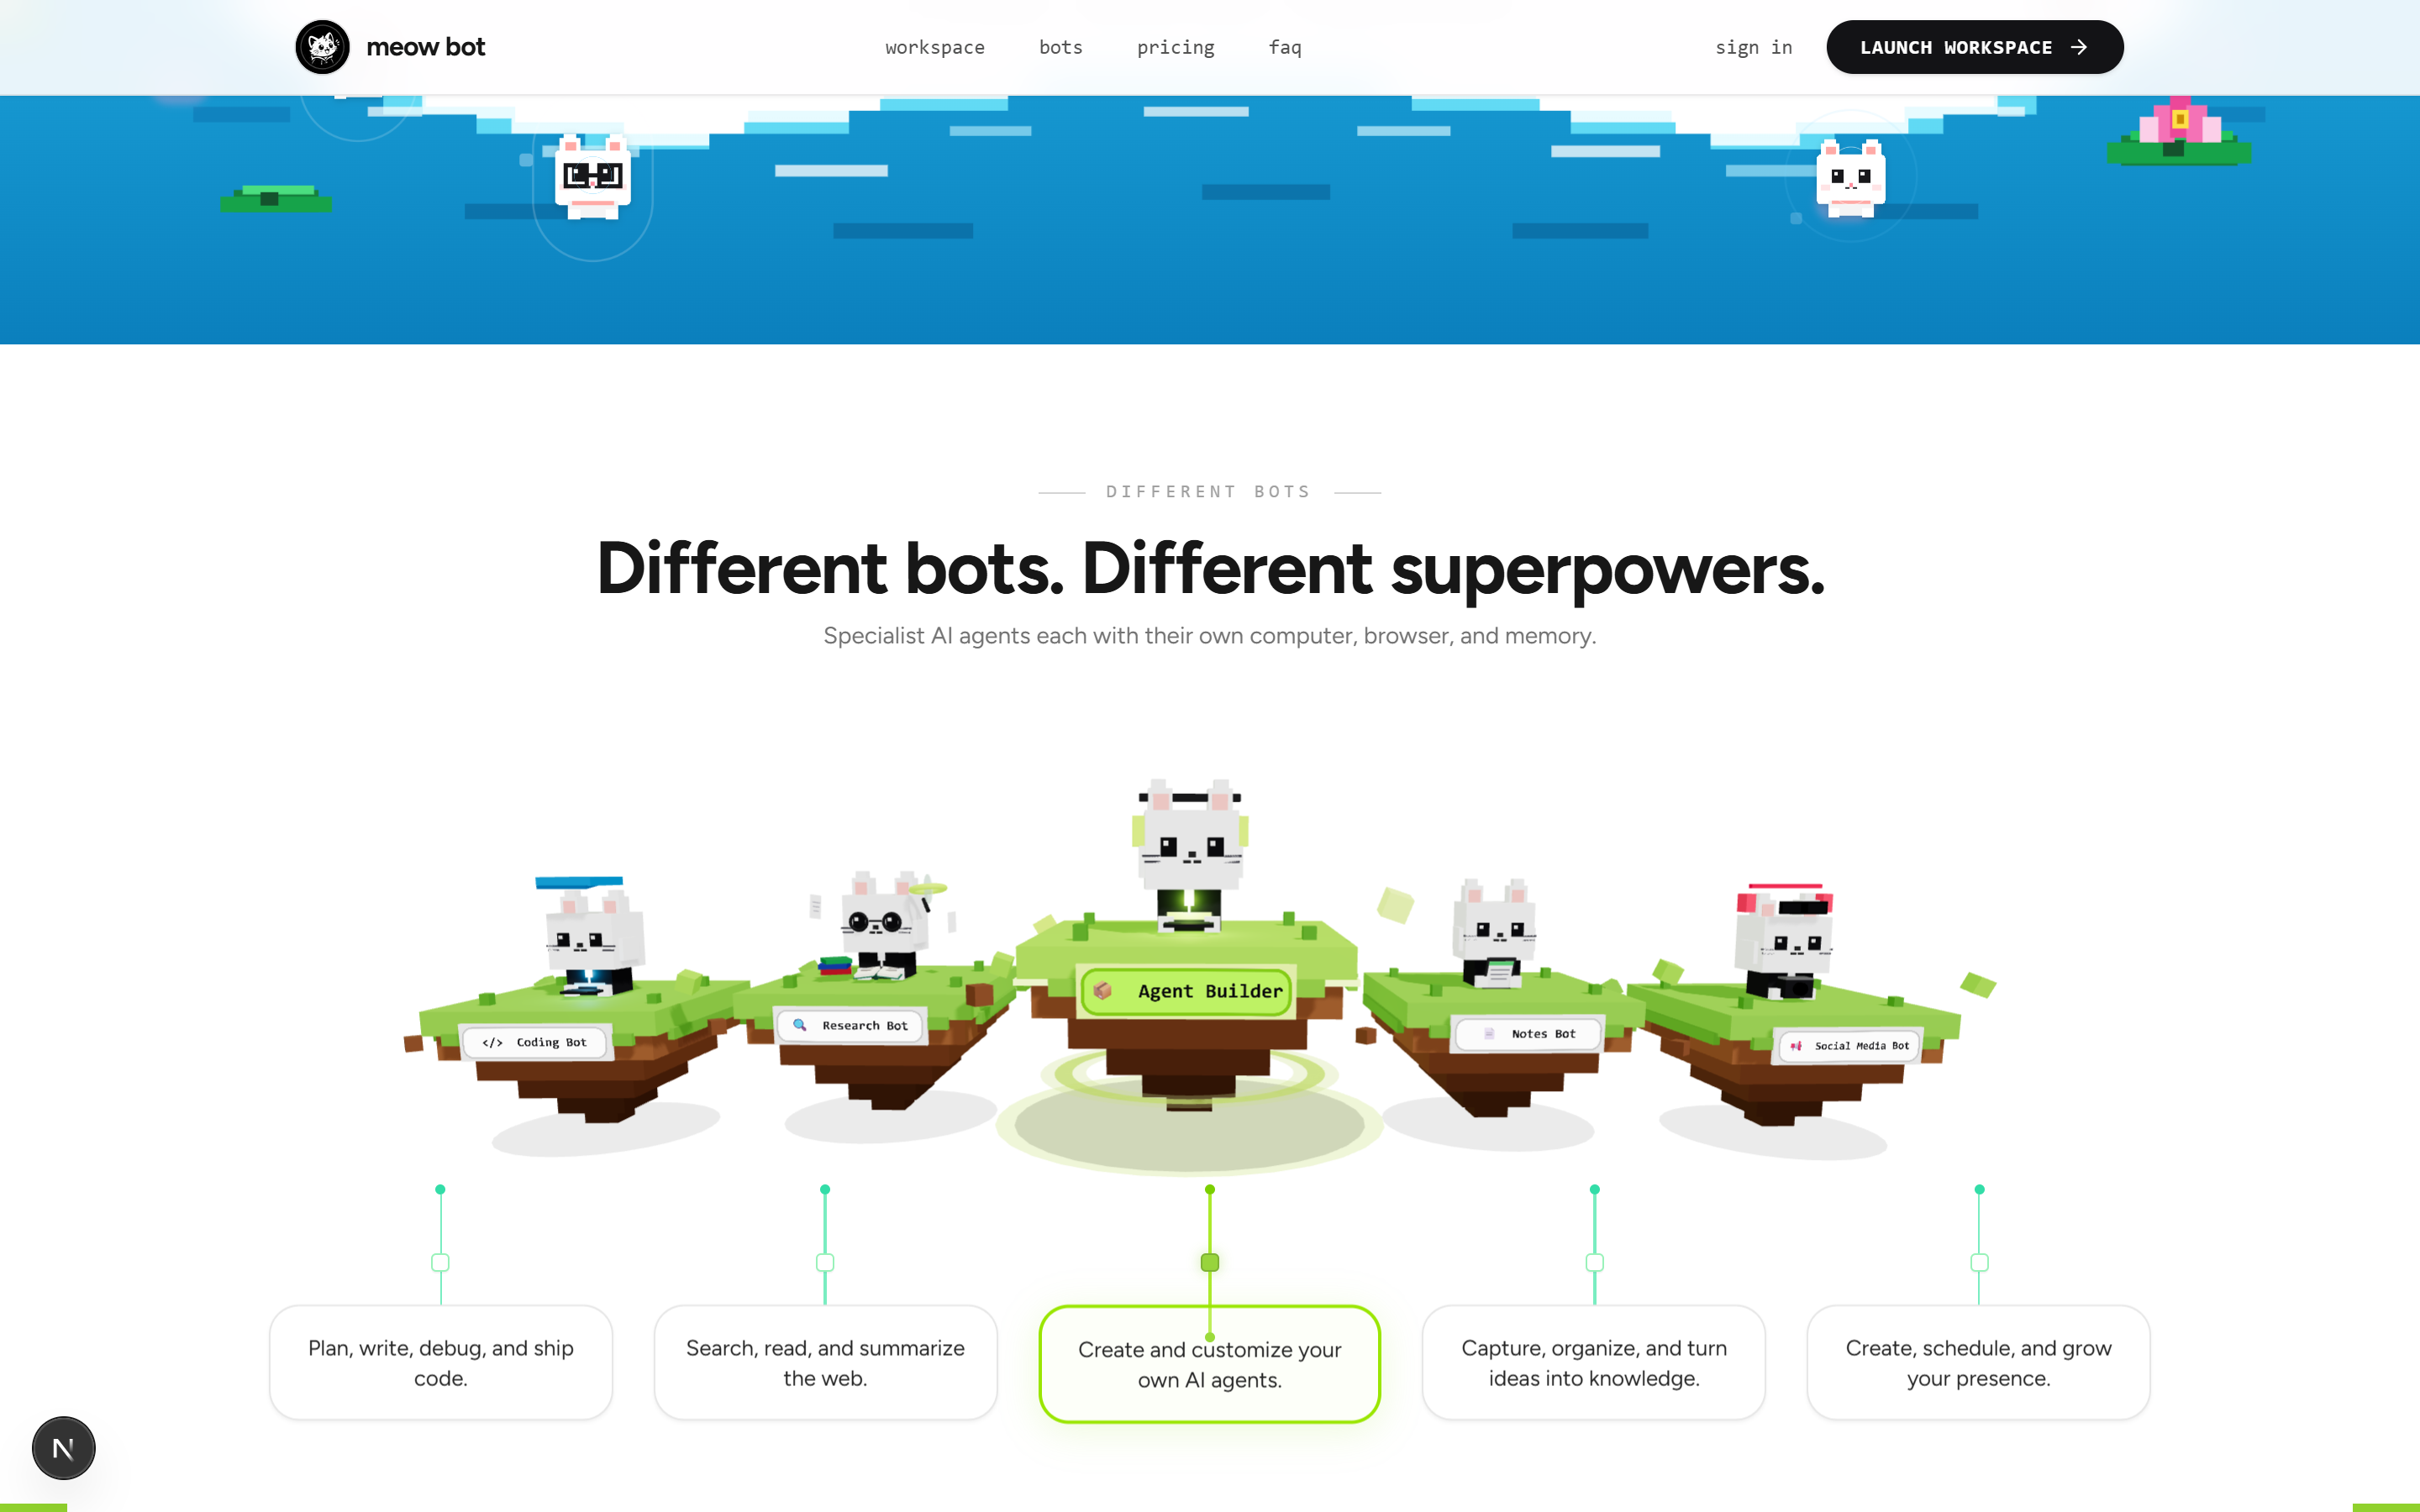 meow bot
workspace
bots
pricing
faq
sign in
LAUNCH WORKSPACE
DIFFERENT BOTS
Different bots. Different superpowers.
Specialist AI agents each with their own computer, browser, and memory.
</> Coding Bot
Research Bot
Agent Builder
Notes Bot
Social Media Bot
Plan, write, debug, and ship
code.
Search, read, and summarize
the web.
Create and customize your
own AI agents.
Capture, organize, and turn
ideas into knowledge.
Create, schedule, and grow
your presence.
N